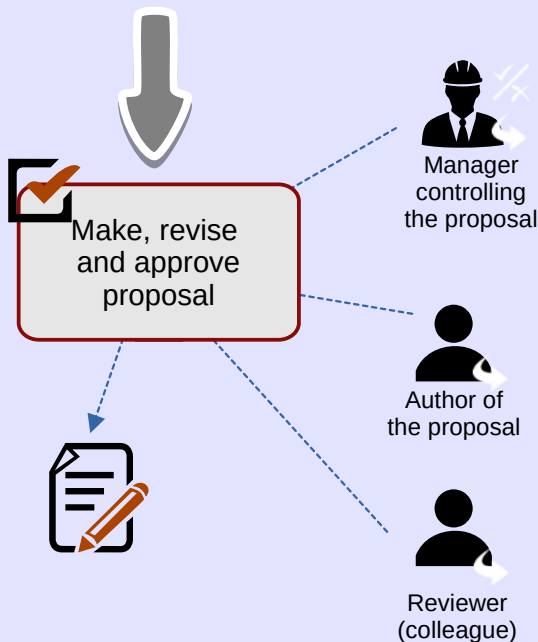 Manager
controlling
the proposal
Make, revise
and approve
proposal
Author of
the proposal
Reviewer
(colleague)